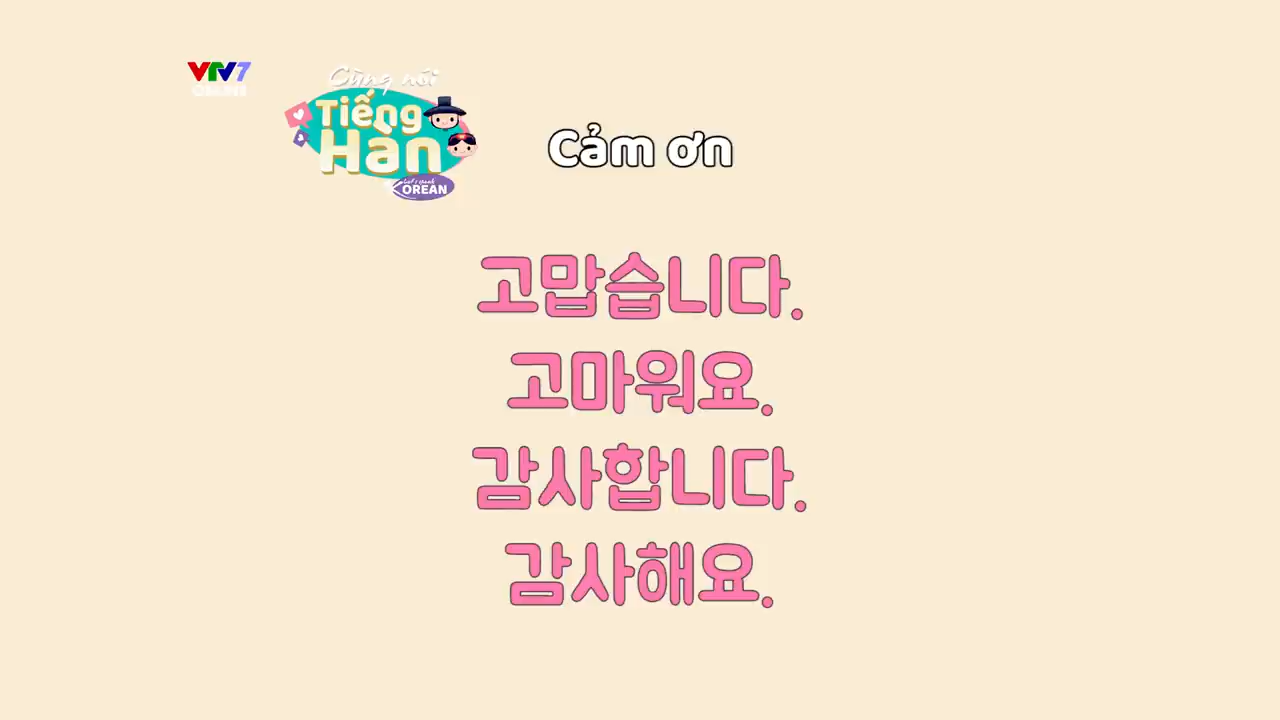 VTV7
Cùng nói
Tiếng
Hàn
KOREAN
Cảm ơn
고맙습니다.
고마워요.
감사합니다.
감사해요.